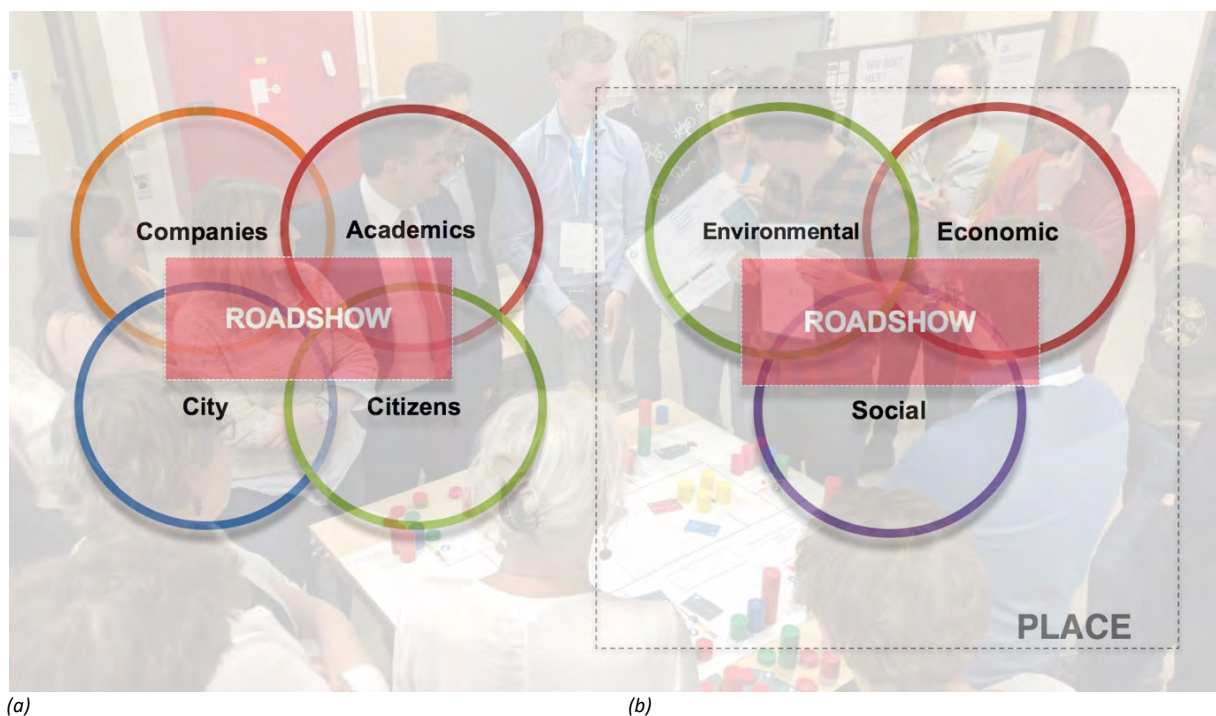 Companies
Academics
ROADSHOW
City
Citizens
Environmental
Economic
ROADSHOW
Social
PLACE
(a)
(b)